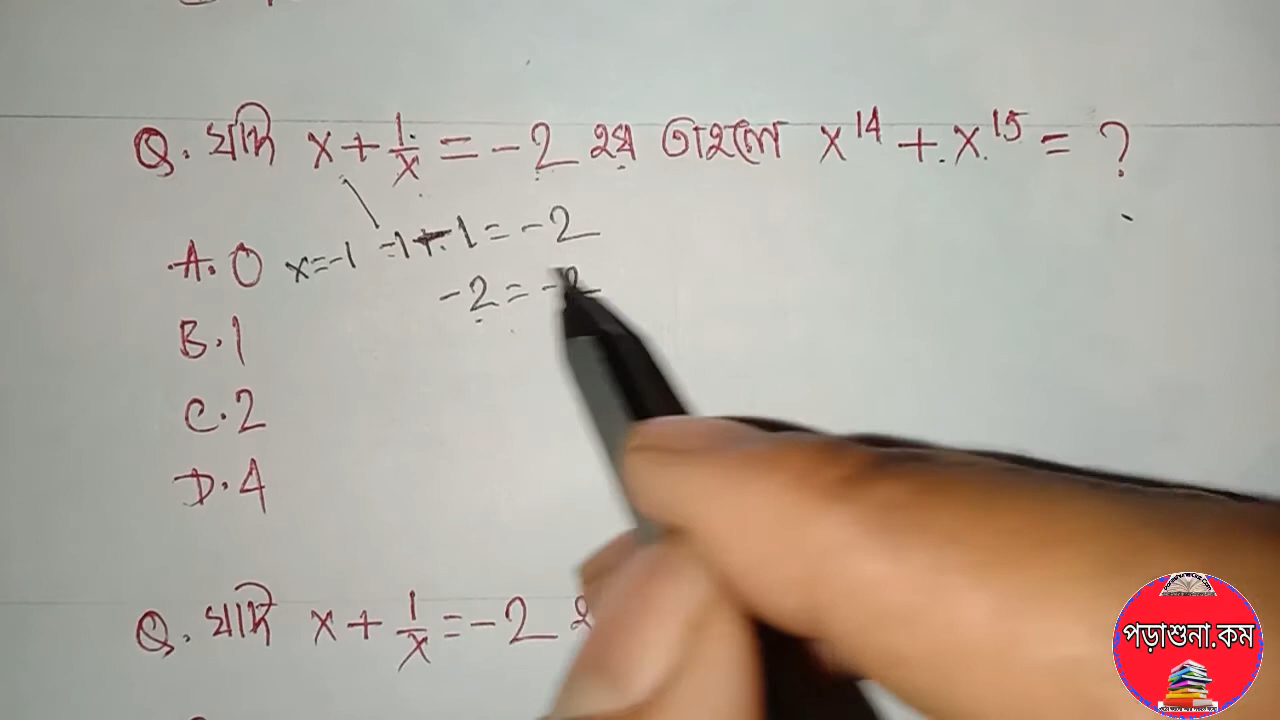 Q. যদি x + 1/x = -2 হয় তাহলে x^14 + x^15 = ?
A. 0 x = -1 = -1 + -1 = -2
-2 = -2
B. 1
C. 2
D. 4
Q. যদি x + 1/x = -2
পড়াশুনা.কম